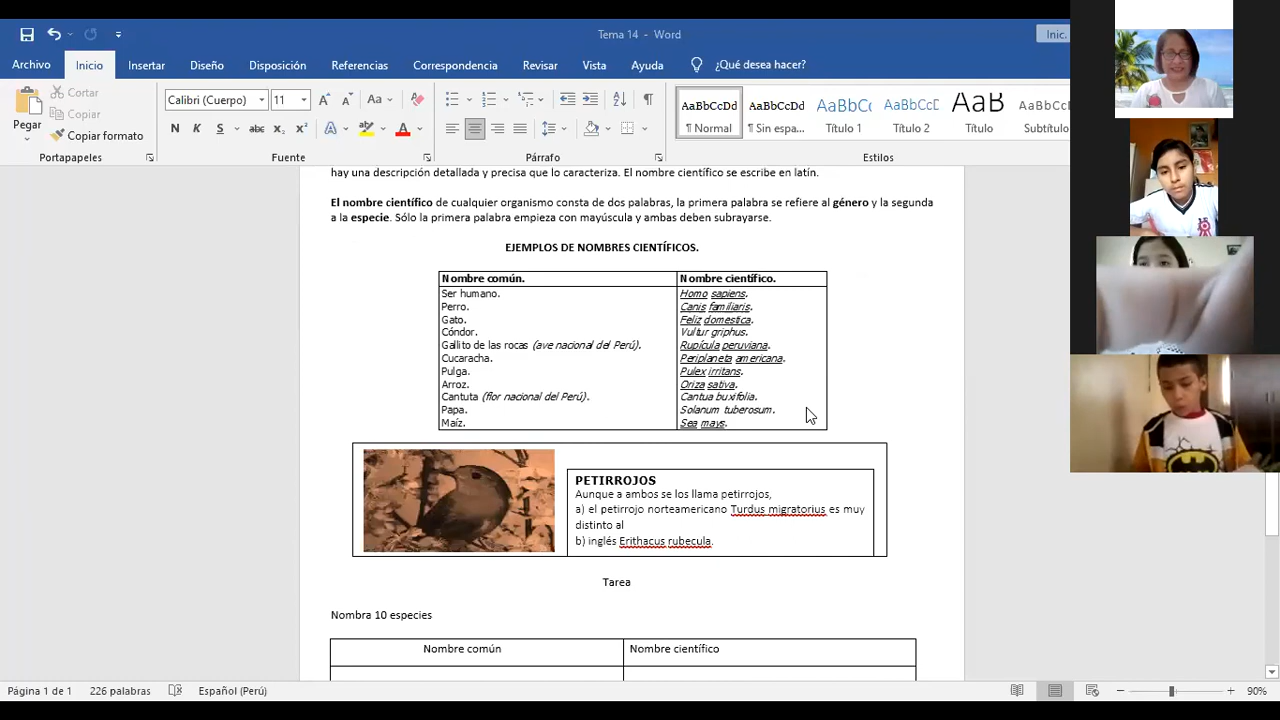 Tema 14 - Word
Inic.
Archivo Inicio Insertar Diseño Disposición Referencias Correspondencia Revisar Vista Ayuda ¿Qué desea hacer?
Pegar
Cortar
Copiar
Copiar formato
Portapapeles
Calibri (Cuerpo) 11
Aa
N K S abc x₂ x²
Fuente
Párrafo
AaBbCcDd AaBbCcDd AaBbC AaBbCcD AaB AaBbCcD
¶ Normal ¶ Sin espa... Título 1 Título 2 Título Subtítulo
Estilos
hay una descripción detallada y precisa que lo caracteriza. El nombre científico se escribe en latín.
El nombre científico de cualquier organismo consta de dos palabras, la primera palabra se refiere al género y la segunda
a la especie. Sólo la primera palabra empieza con mayúscula y ambas deben subrayarse.
EJEMPLOS DE NOMBRES CIENTÍFICOS.
Nombre común. Nombre científico.
Ser humano. Homo sapiens.
Perro. Canis familiaris.
Gato. Feliz domestica.
Cóndor. Vultur griphus.
Gallito de las rocas (ave nacional del Perú). Rupícula peruviana.
Cucaracha. Periplaneta americana.
Pulga. Pulex irritans.
Arroz. Oriza sativa.
Cantuta (flor nacional del Perú). Cantua buxifolia.
Papa. Solanum tuberosum.
Maíz. Sea mays.
PETIRROJOS
Aunque a ambos se los llama petirrojos,
a) el petirrojo norteamericano Turdus migratorius es muy
distinto al
b) inglés Erithacus rubecula.
Tarea
Nombra 10 especies
Nombre común Nombre científico
Página 1 de 1 226 palabras Español (Perú) 90%